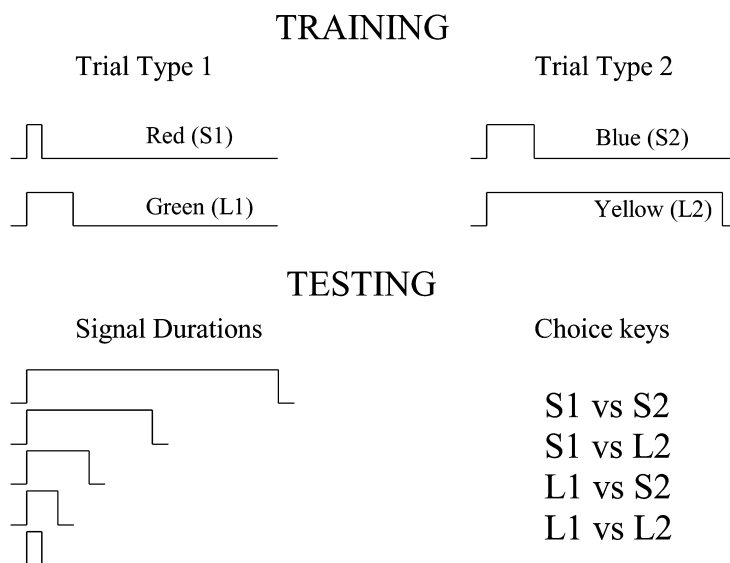 TRAINING
Trial Type 1
Trial Type 2
Red (S1)
Blue (S2)
Green (L1)
Yellow (L2)
TESTING
Signal Durations
Choice keys
S1 vs S2
S1 vs L2
L1 vs S2
L1 vs L2